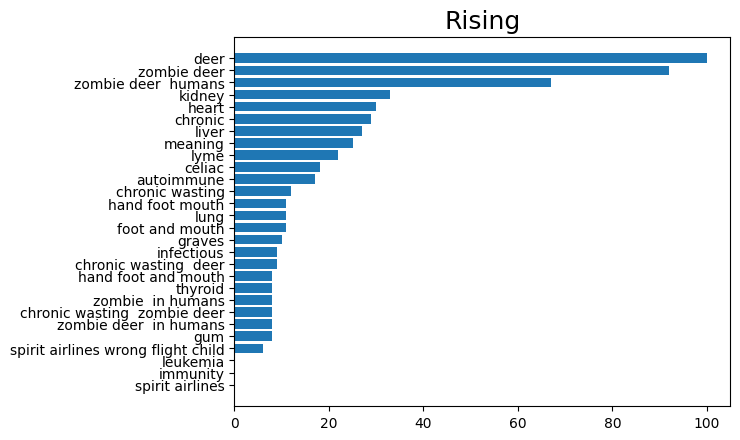 Rising
deer
zombie deer
zombie deer  humans
kidney
heart
chronic
liver
meaning
lyme
celiac
autoimmune
chronic wasting
hand foot mouth
lung
foot and mouth
graves
infectious
chronic wasting  deer
hand foot and mouth
thyroid
zombie  in humans
chronic wasting  zombie deer
zombie deer  in humans
gum
spirit airlines wrong flight child
leukemia
immunity
spirit airlines
0 20 40 60 80 100